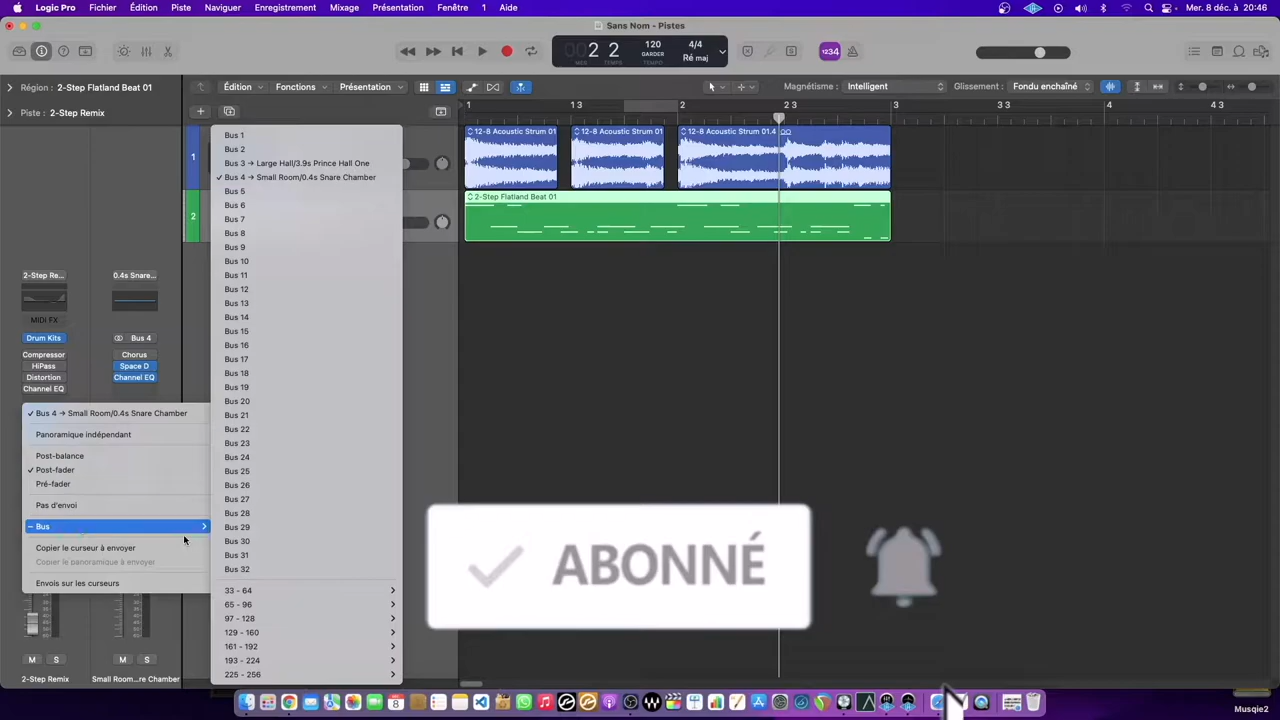 Logic Pro Fichier Édition Piste Naviguer Enregistrer Mixage Présentation Fenêtre 1 Aide Mer. 8 déc. à 20:46
Sans Nom - Pistes
002 2 120 4/4
MES TEMPS GARDER TEMPO Ré maj
1234
Région : 2-Step Flatland Beat 01 Édition Fonctions Présentation Magnétisme : Intelligent Glissement : Fondu enchaîné
Piste : 2-Step Remix
1 1 3 2 2 3 3 3 3 4 4 3
1 12-8 Acoustic Strum 01 12-8 Acoustic Strum 01 12-8 Acoustic Strum 01.4
2 2-Step Flatland Beat 01
Bus 1
Bus 2
Bus 3 → Large Hall/3.9s Prince Hall One
✓ Bus 4 → Small Room/0.4s Snare Chamber
Bus 5
Bus 6
Bus 7
Bus 8
Bus 9
Bus 10
Bus 11
Bus 12
Bus 13
Bus 14
Bus 15
Bus 16
Bus 17
Bus 18
Bus 19
Bus 20
Bus 21
Bus 22
Bus 23
Bus 24
Bus 25
Bus 26
Bus 27
Bus 28
Bus 29
Bus 30
Bus 31
Bus 32
33 - 64
65 - 96
97 - 128
129 - 160
161 - 192
193 - 224
225 - 256
2-Step Re... 0.4s Snare...
MIDI FX
Drum Kits Bus 4
Compressor Chorus
HiPass Space D
Distortion Channel EQ
Channel EQ
✓ Bus 4 → Small Room/0.4s Snare Chamber
Panoramique indépendant
Post-balance
✓ Post-fader
Pré-fader
Pas d'envoi
– Bus
Copier le curseur à envoyer
Copier le panoramique à envoyer
Envois sur les curseurs
M S M S
2-Step Remix Small Room...re Chamber
ABONNÉ
Musqie2